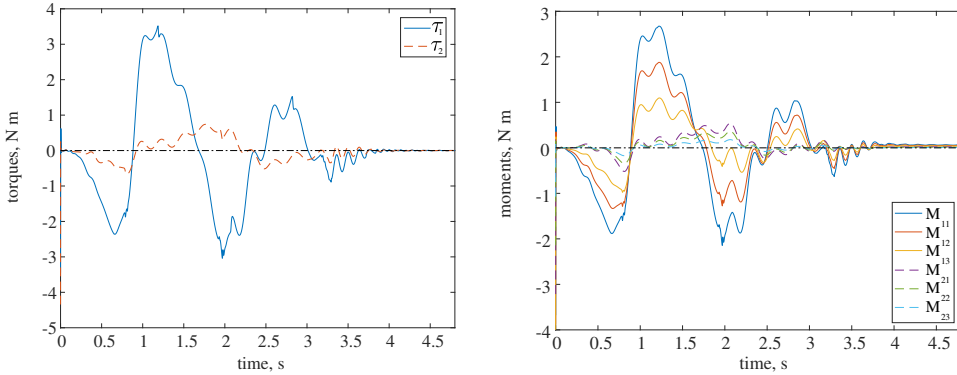 4
3
2
1
0
-1
-2
-3
-4
-5
torques, N m
0 0.5 1 1.5 2 2.5 3 3.5 4 4.5
time, s
τ₁
τ₂
3
2
1
0
-1
-2
-3
-4
moments, N m
0 0.5 1 1.5 2 2.5 3 3.5 4 4.5
time, s
M₁₁
M₁₂
M₁₃
M₂₁
M₂₂
M₂₃